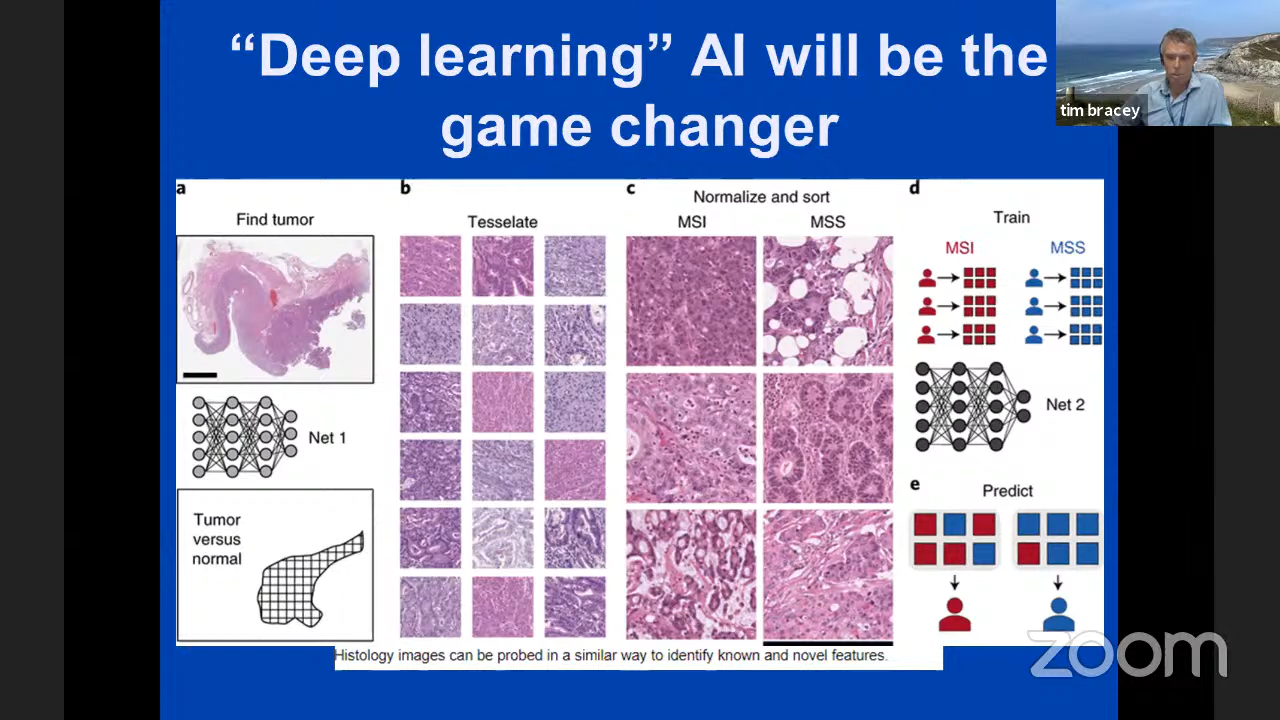 “Deep learning” AI will be the
game changer
tim bracey
a
Find tumor
Net 1
Tumor
versus
normal
b
Tesselate
c
Normalize and sort
MSI
MSS
d
Train
MSI
MSS
Net 2
e
Predict
Histology images can be probed in a similar way to identify known and novel features.
zoom